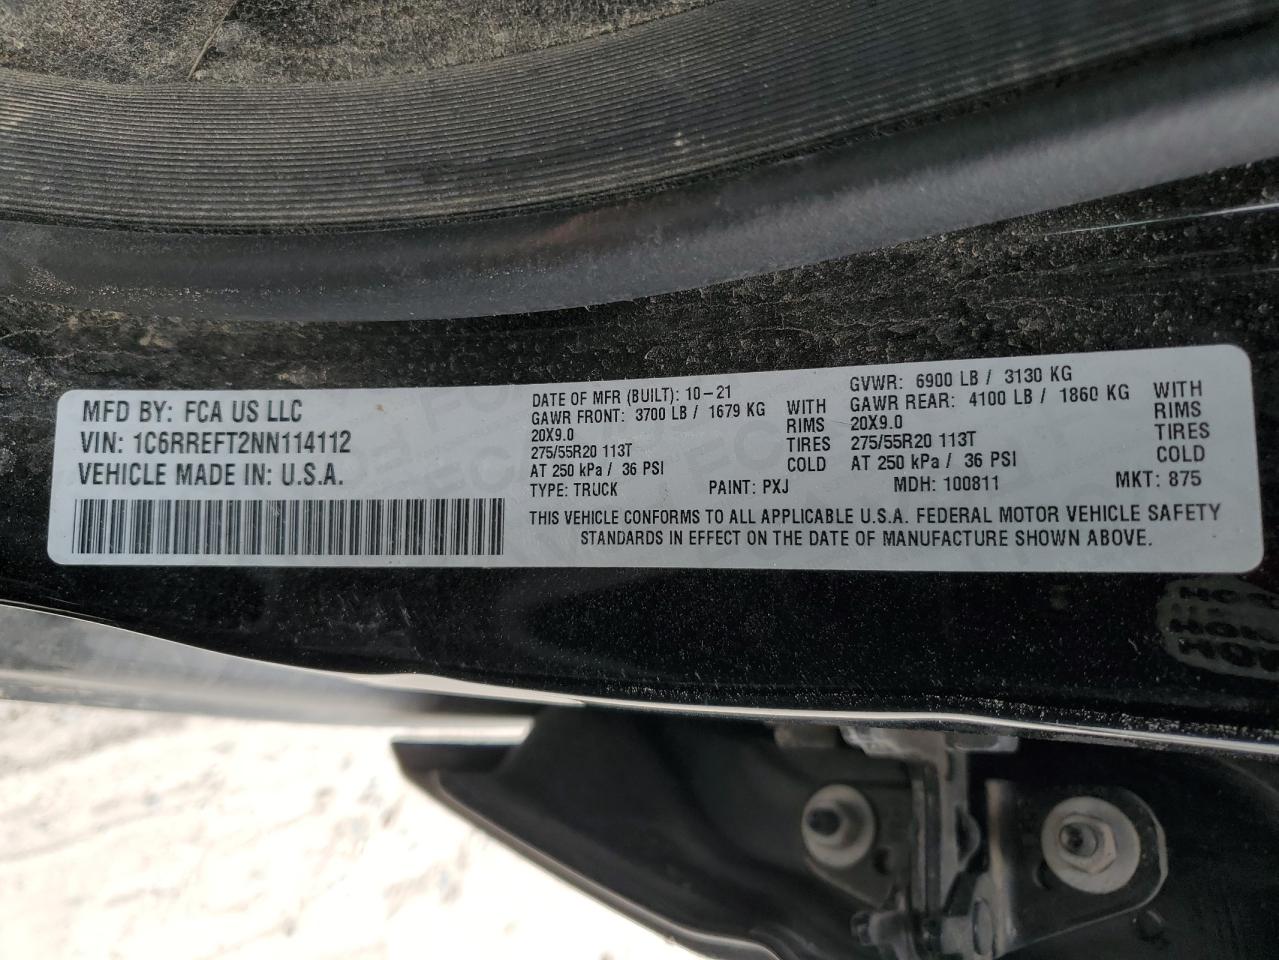 MFD BY: FCA US LLC
VIN: 1C6RREFT2NN114112
VEHICLE MADE IN: U.S.A.
DATE OF MFR (BUILT): 10-21
GAWR FRONT: 3700 LB / 1679 KG WITH
20X9.0 RIMS
275/55R20 113T TIRES
AT 250 kPa / 36 PSI COLD
GVWR: 6900 LB / 3130 KG
GAWR REAR: 4100 LB / 1860 KG WITH
20X9.0 RIMS
275/55R20 113T TIRES
AT 250 kPa / 36 PSI COLD
TYPE: TRUCK PAINT: PXJ MDH: 100811 MKT: 875
THIS VEHICLE CONFORMS TO ALL APPLICABLE U.S.A. FEDERAL MOTOR VEHICLE SAFETY
STANDARDS IN EFFECT ON THE DATE OF MANUFACTURE SHOWN ABOVE.